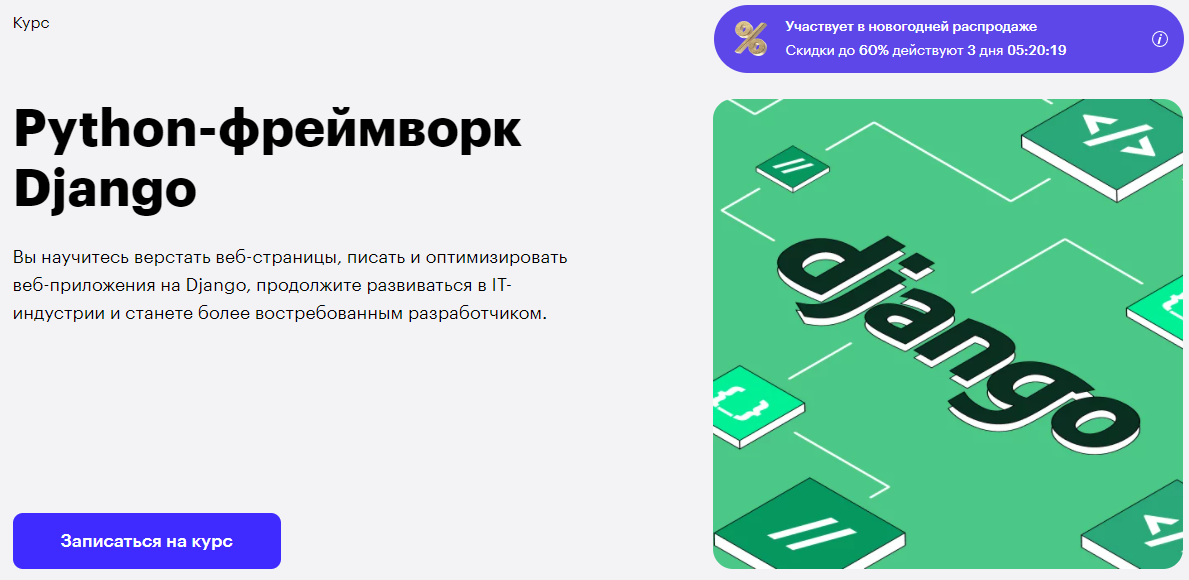 Курс
Участвует в новогодней распродаже
Скидки до 60% действуют 3 дня 05:20:19
Python-фреймворк
Django
Вы научитесь верстать веб-страницы, писать и оптимизировать
веб-приложения на Django, продолжите развиваться в IT-
индустрии и станете более востребованным разработчиком.
Записаться на курс
django